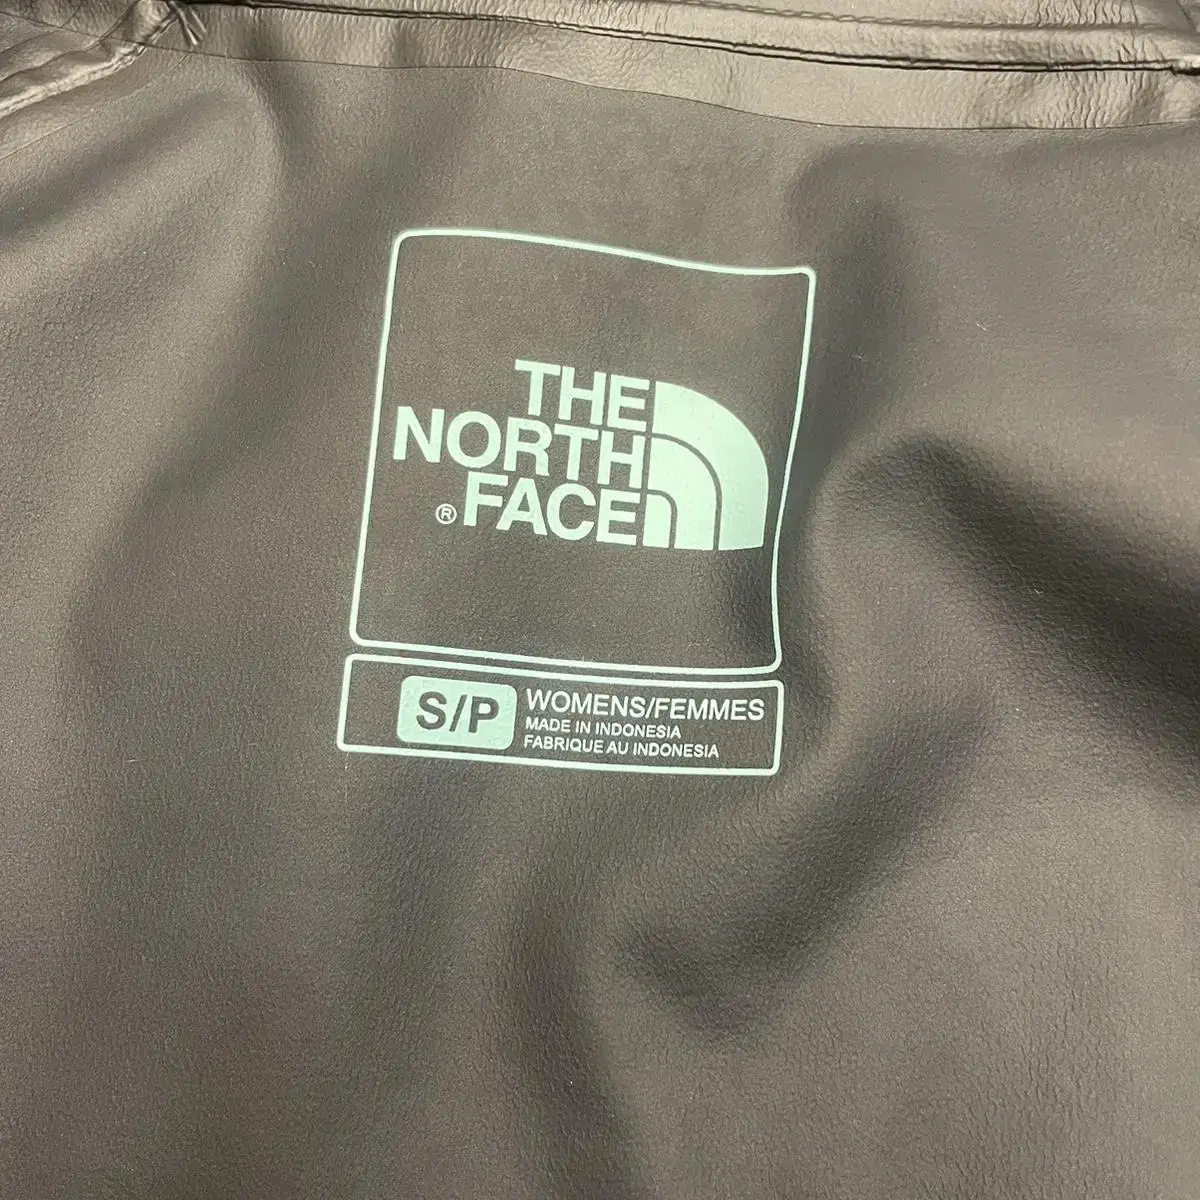 THE
NORTH
®FACE
S/P WOMENS/FEMMES
MADE IN INDONESIA
FABRIQUE AU INDONESIA